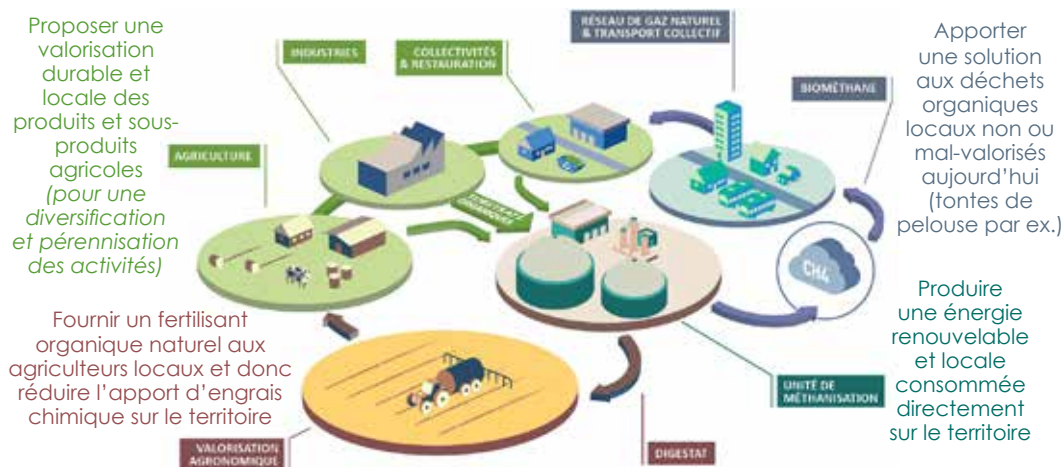 Proposer une
valorisation
durable et
locale des
produits et sous-
produits
agricoles
(pour une
diversification
et pérennisation
des activités)
INDUSTRIES
COLLECTIVITÉS
& RESTAURATION
RÉSEAU DE GAZ NATUREL
& TRANSPORT COLLECTIF
BIOMÉTHANE
Apporter
une solution
aux déchets
organiques
locaux non ou
mal-valorisés
aujourd'hui
(tontes de
pelouse par ex.)
AGRICULTURE
CH4
Fournir un fertilisant
organique naturel aux
agriculteurs locaux et donc
réduire l'apport d'engrais
chimique sur le territoire
Produire
une énergie
renouvelable
et locale
consommée
directement
sur le territoire
UNITÉ DE
MÉTHANISATION
VALORISATION
AGRONOMIQUE
DIGESTAT